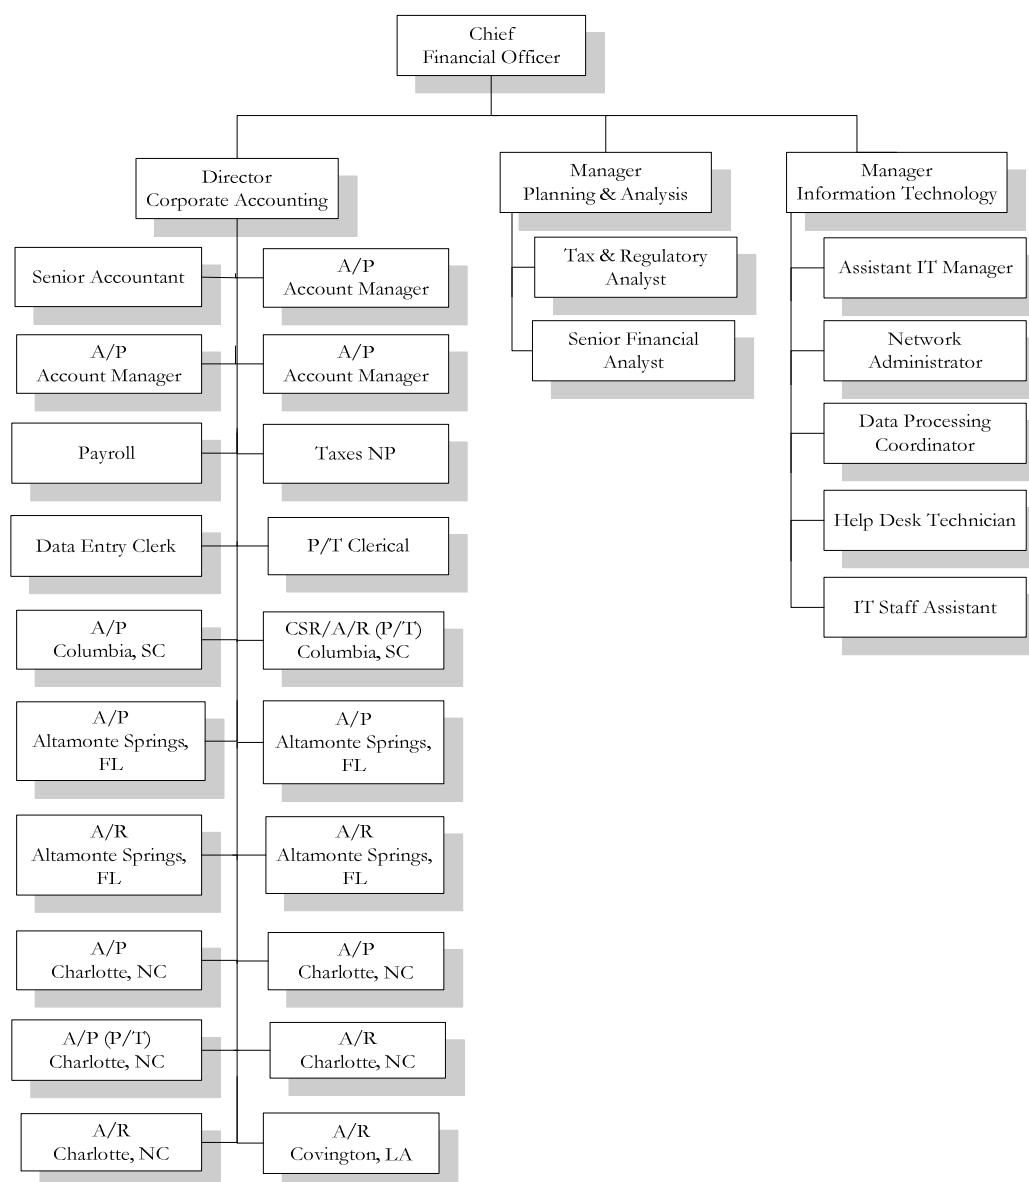 Chief
Financial Officer
Director
Corporate Accounting
Manager
Planning & Analysis
Manager
Information Technology
Senior Accountant
A/P
Account Manager
A/P
Account Manager
A/P
Account Manager
Payroll
Taxes NP
Data Entry Clerk
P/T Clerical
A/P
Columbia, SC
CSR/A/R (P/T)
Columbia, SC
A/P
Altamonte Springs,
FL
A/P
Altamonte Springs,
FL
A/R
Altamonte Springs,
FL
A/R
Altamonte Springs,
FL
A/P
Charlotte, NC
A/P
Charlotte, NC
A/P (P/T)
Charlotte, NC
A/R
Charlotte, NC
A/R
Charlotte, NC
A/R
Covington, LA
Tax & Regulatory
Analyst
Senior Financial
Analyst
Assistant IT Manager
Network
Administrator
Data Processing
Coordinator
Help Desk Technician
IT Staff Assistant